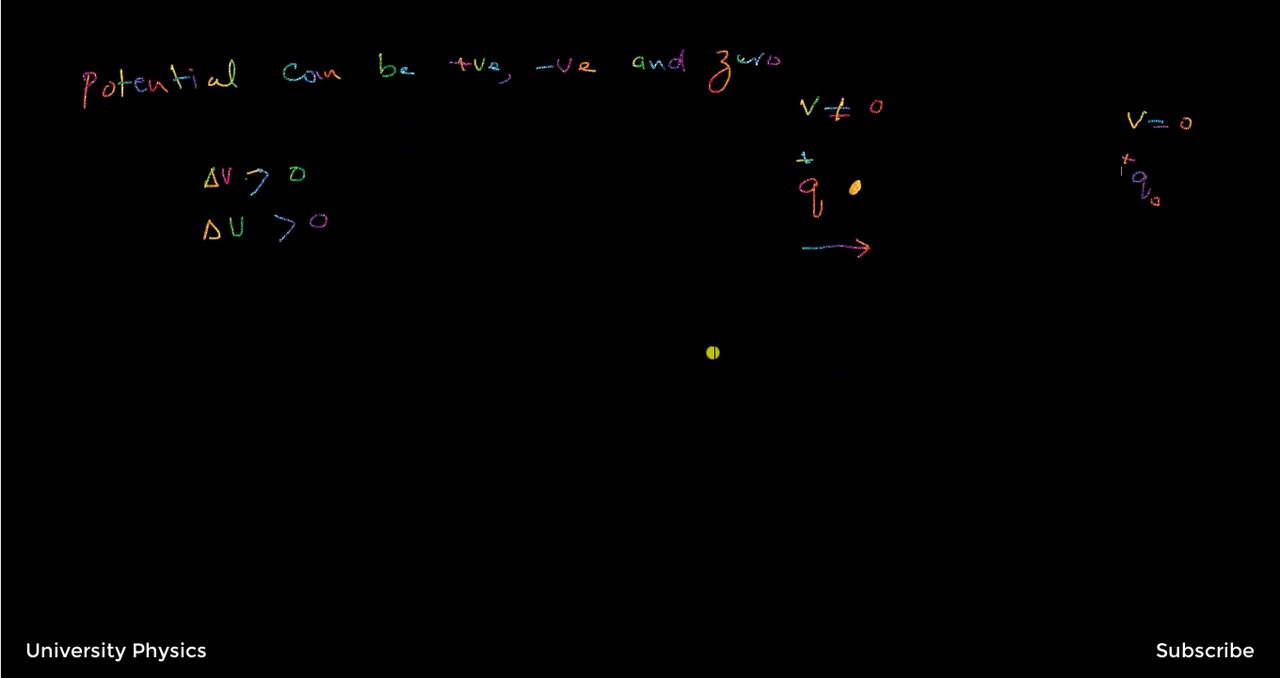 Potential can be +ve, -ve and zero
V ≠ 0
V = 0
ΔV > 0
+
q
+
q₀
ΔU > 0
University Physics
Subscribe